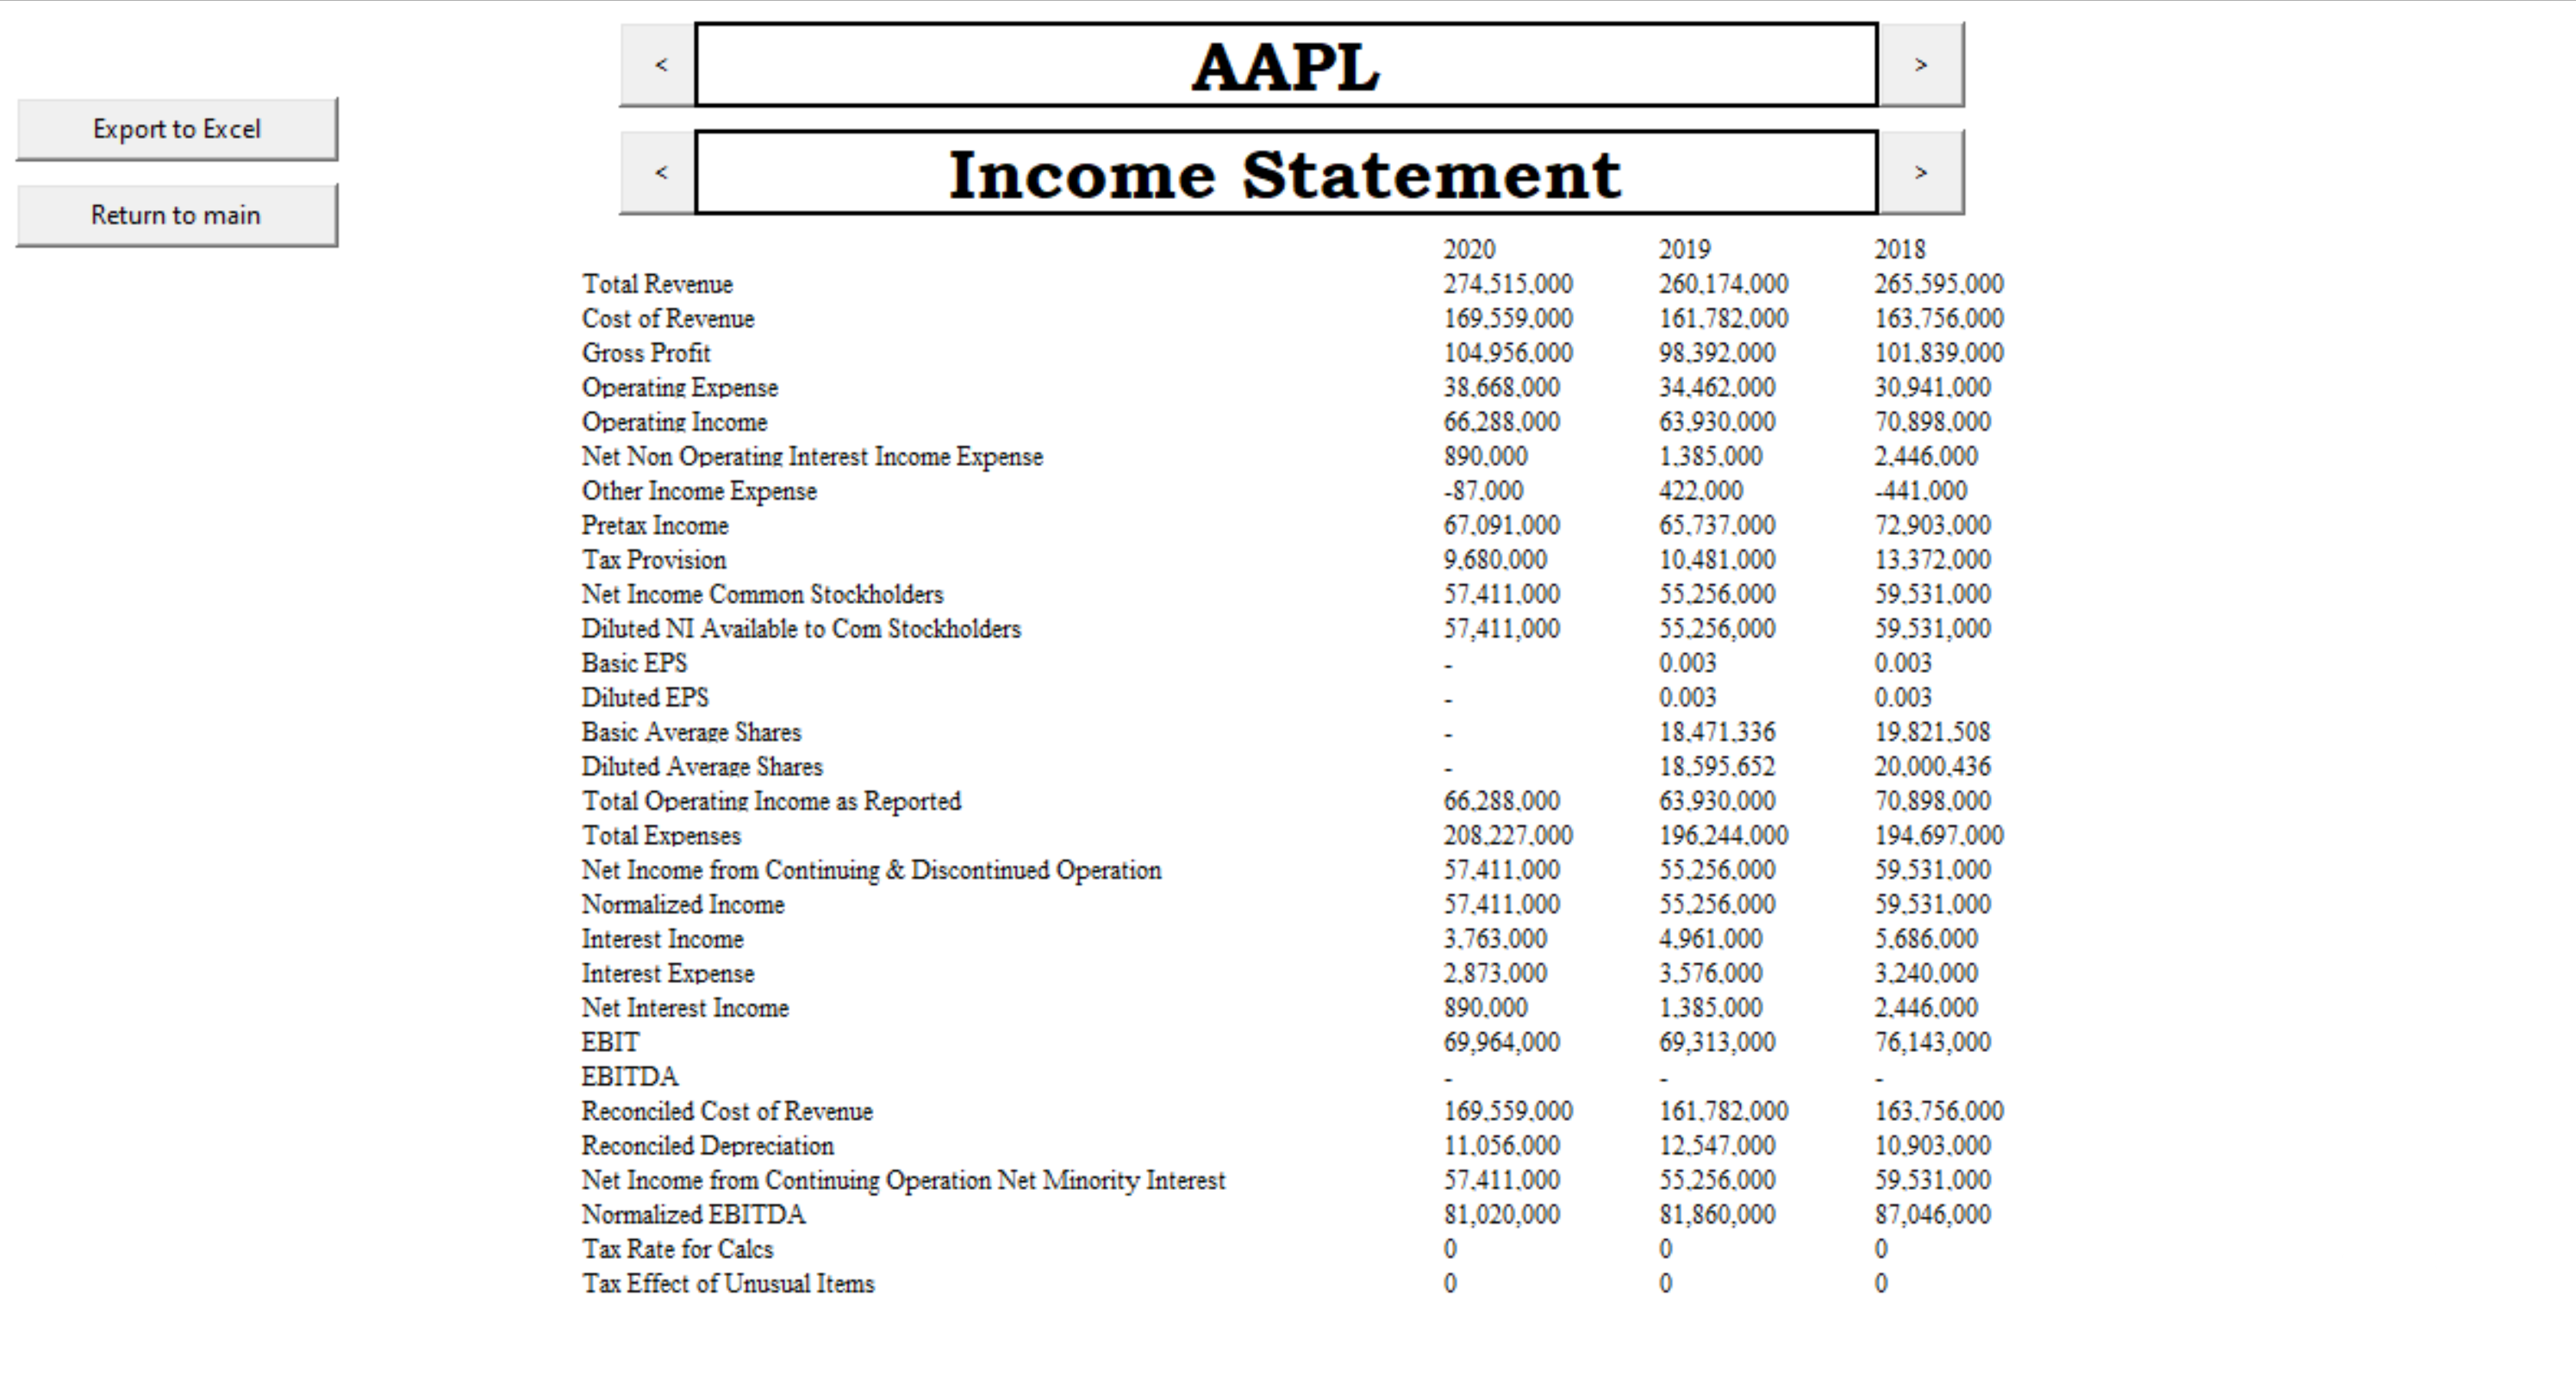 < AAPL >
Export to Excel
< Income Statement >
Return to main
2020 2019 2018
Total Revenue 274,515,000 260,174,000 265,595,000
Cost of Revenue 169,559,000 161,782,000 163,756,000
Gross Profit 104,956,000 98,392,000 101,839,000
Operating Expense 38,668,000 34,462,000 30,941,000
Operating Income 66,288,000 63,930,000 70,898,000
Net Non Operating Interest Income Expense 890,000 1,385,000 2,446,000
Other Income Expense -87,000 422,000 -441,000
Pretax Income 67,091,000 65,737,000 72,903,000
Tax Provision 9,680,000 10,481,000 13,372,000
Net Income Common Stockholders 57,411,000 55,256,000 59,531,000
Diluted NI Available to Com Stockholders 57,411,000 55,256,000 59,531,000
Basic EPS - 0.003 0.003
Diluted EPS - 0.003 0.003
Basic Average Shares - 18,471,336 19,821,508
Diluted Average Shares - 18,595,652 20,000,436
Total Operating Income as Reported 66,288,000 63,930,000 70,898,000
Total Expenses 208,227,000 196,244,000 194,697,000
Net Income from Continuing & Discontinued Operation 57,411,000 55,256,000 59,531,000
Normalized Income 57,411,000 55,256,000 59,531,000
Interest Income 3,763,000 4,961,000 5,686,000
Interest Expense 2,873,000 3,576,000 3,240,000
Net Interest Income 890,000 1,385,000 2,446,000
EBIT 69,964,000 69,313,000 76,143,000
EBITDA - - -
Reconciled Cost of Revenue 169,559,000 161,782,000 163,756,000
Reconciled Depreciation 11,056,000 12,547,000 10,903,000
Net Income from Continuing Operation Net Minority Interest 57,411,000 55,256,000 59,531,000
Normalized EBITDA 81,020,000 81,860,000 87,046,000
Tax Rate for Calcs 0 0 0
Tax Effect of Unusual Items 0 0 0